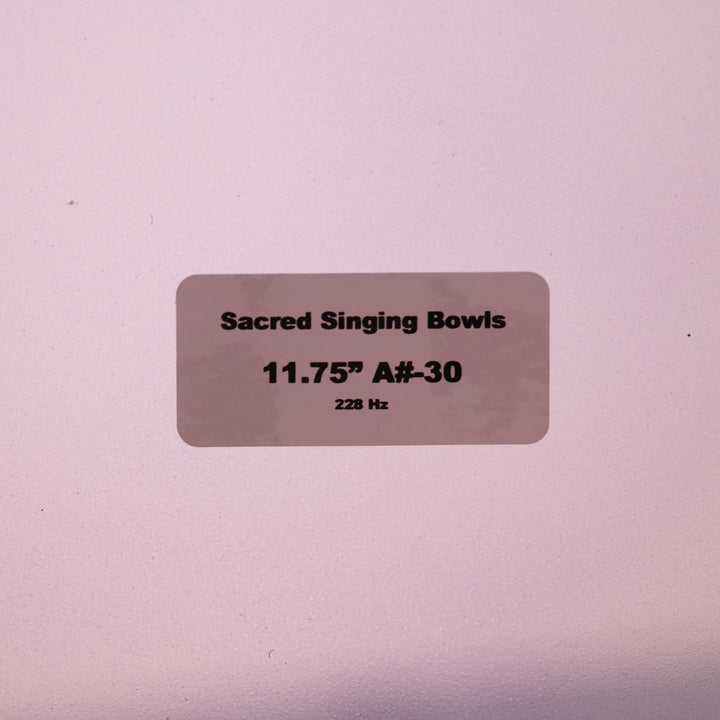 Sacred Singing Bowls
11.75” A#-30
228 Hz